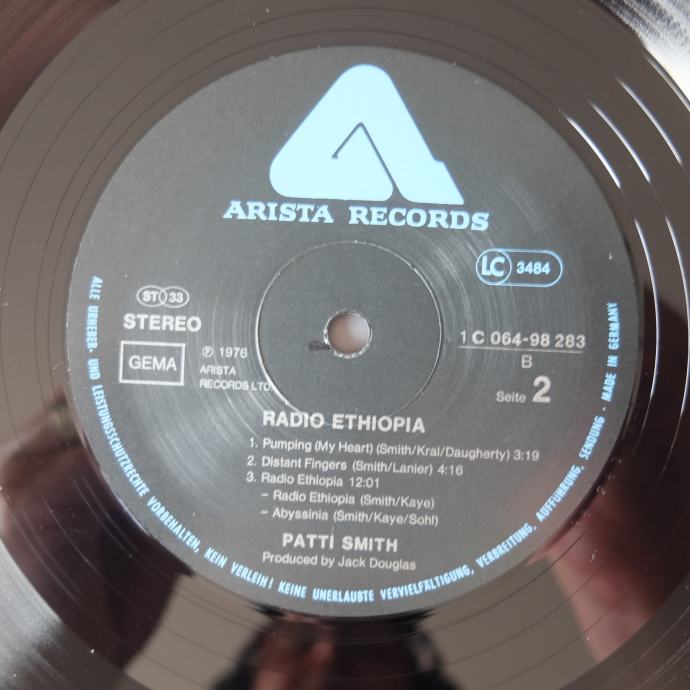 ARISTA RECORDS
LC 3484
ST 33
STEREO
GEMA
℗ 1976
ARISTA
RECORDS LTD.
1 C 064-98 283
B
Seite 2
RADIO ETHIOPIA
1. Pumping (My Heart) (Smith/Kral/Daugherty) 3:19
2. Distant Fingers (Smith/Lanier) 4:16
3. Radio Ethiopia 12:01
– Radio Ethiopia (Smith/Kaye)
– Abyssinia (Smith/Kaye/Sohl)
PATTI SMITH
Produced by Jack Douglas
ALLE URHEBER- UND LEISTUNGSSCHUTZRECHTE VORBEHALTEN, KEIN VERLEIH! KEINE UNERLAUBTE VERVIELFÄLTIGUNG, VERBREITUNG, AUFFÜHRUNG, SENDUNG · MADE IN GERMANY